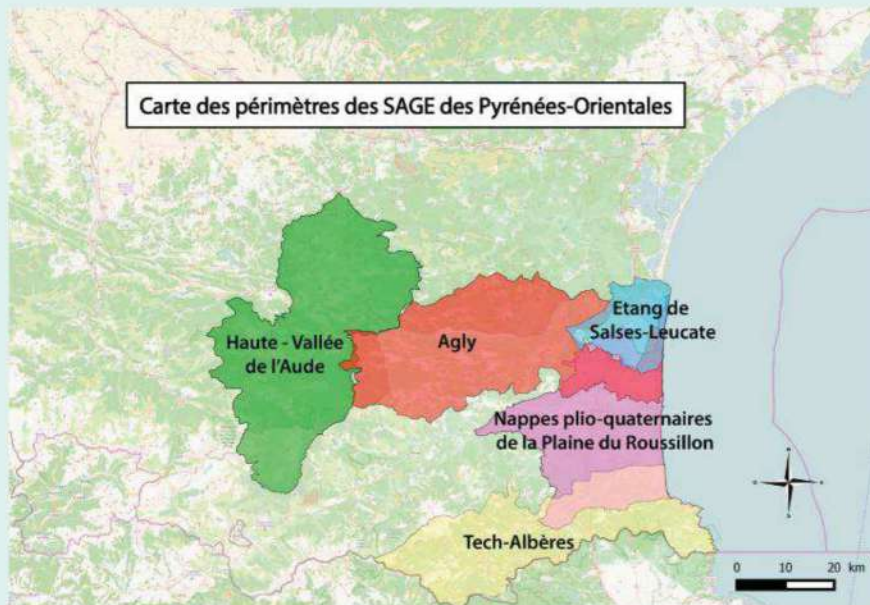 Carte des périmètres des SAGE des Pyrénées-Orientales
Etang de
Salses-Leucate
Haute - Vallée
de l'Aude
Agly
Nappes plio-quaternaires
de la Plaine du Roussillon
Tech-Albères
0 10 20 km